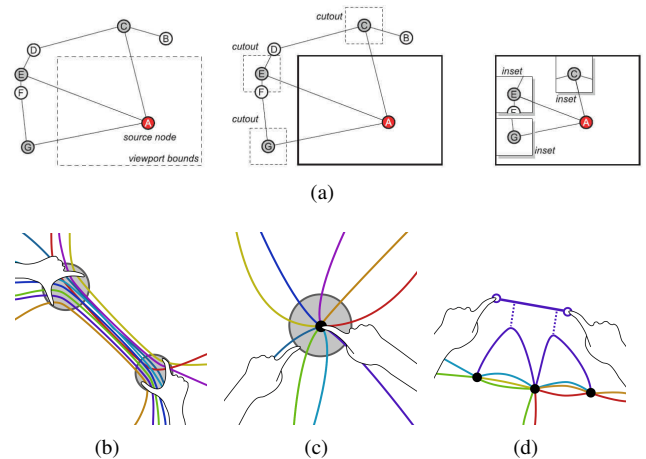 C
B
D
E
F
A
source node
G
viewport bounds
cutout
C
B
cutout
D
E
F
A
cutout
G
inset
C
inset
E
A
G
inset
(a)
(b)
(c)
(d)